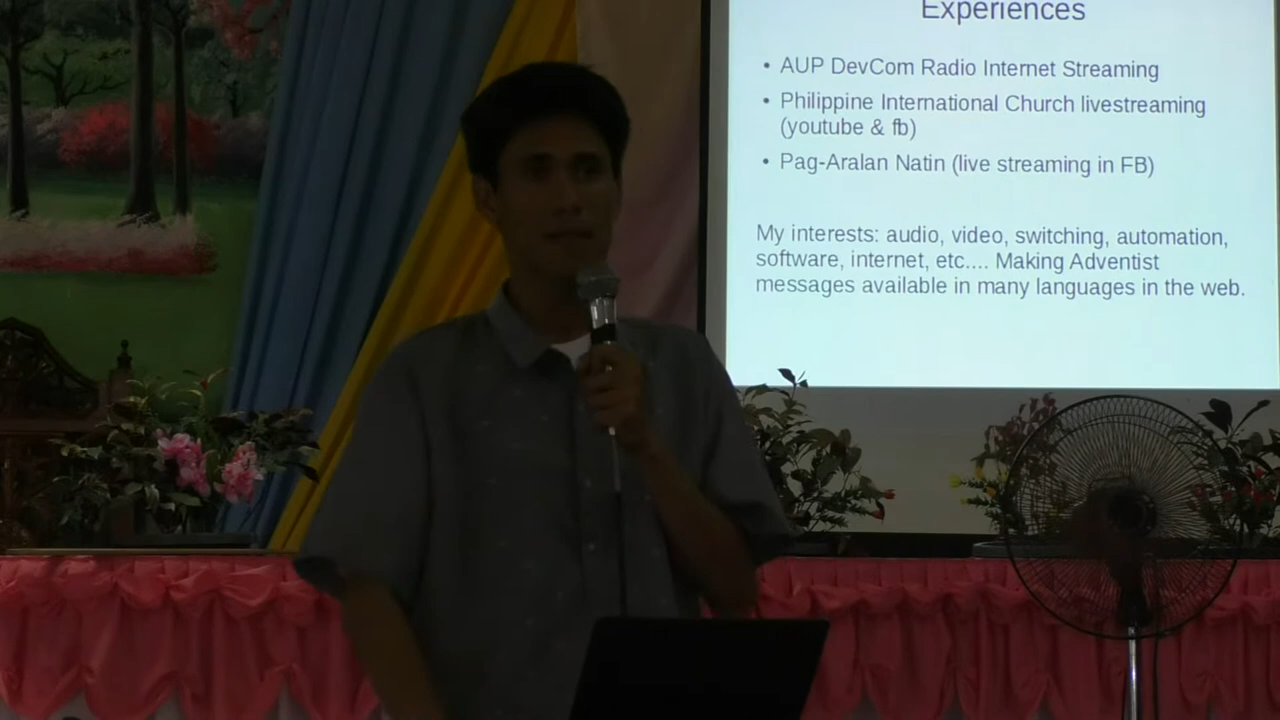 Experiences
• AUP DevCom Radio Internet Streaming
• Philippine International Church livestreaming
(youtube & fb)
• Pag-Aralan Natin (live streaming in FB)
My interests: audio, video, switching, automation,
software, internet, etc.... Making Adventist
messages available in many languages in the web.